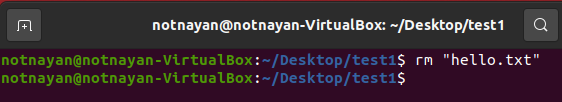 notnayan@notnayan-VirtualBox: ~/Desktop/test1
notnayan@notnayan-VirtualBox:~/Desktop/test1$ rm "hello.txt"
notnayan@notnayan-VirtualBox:~/Desktop/test1$